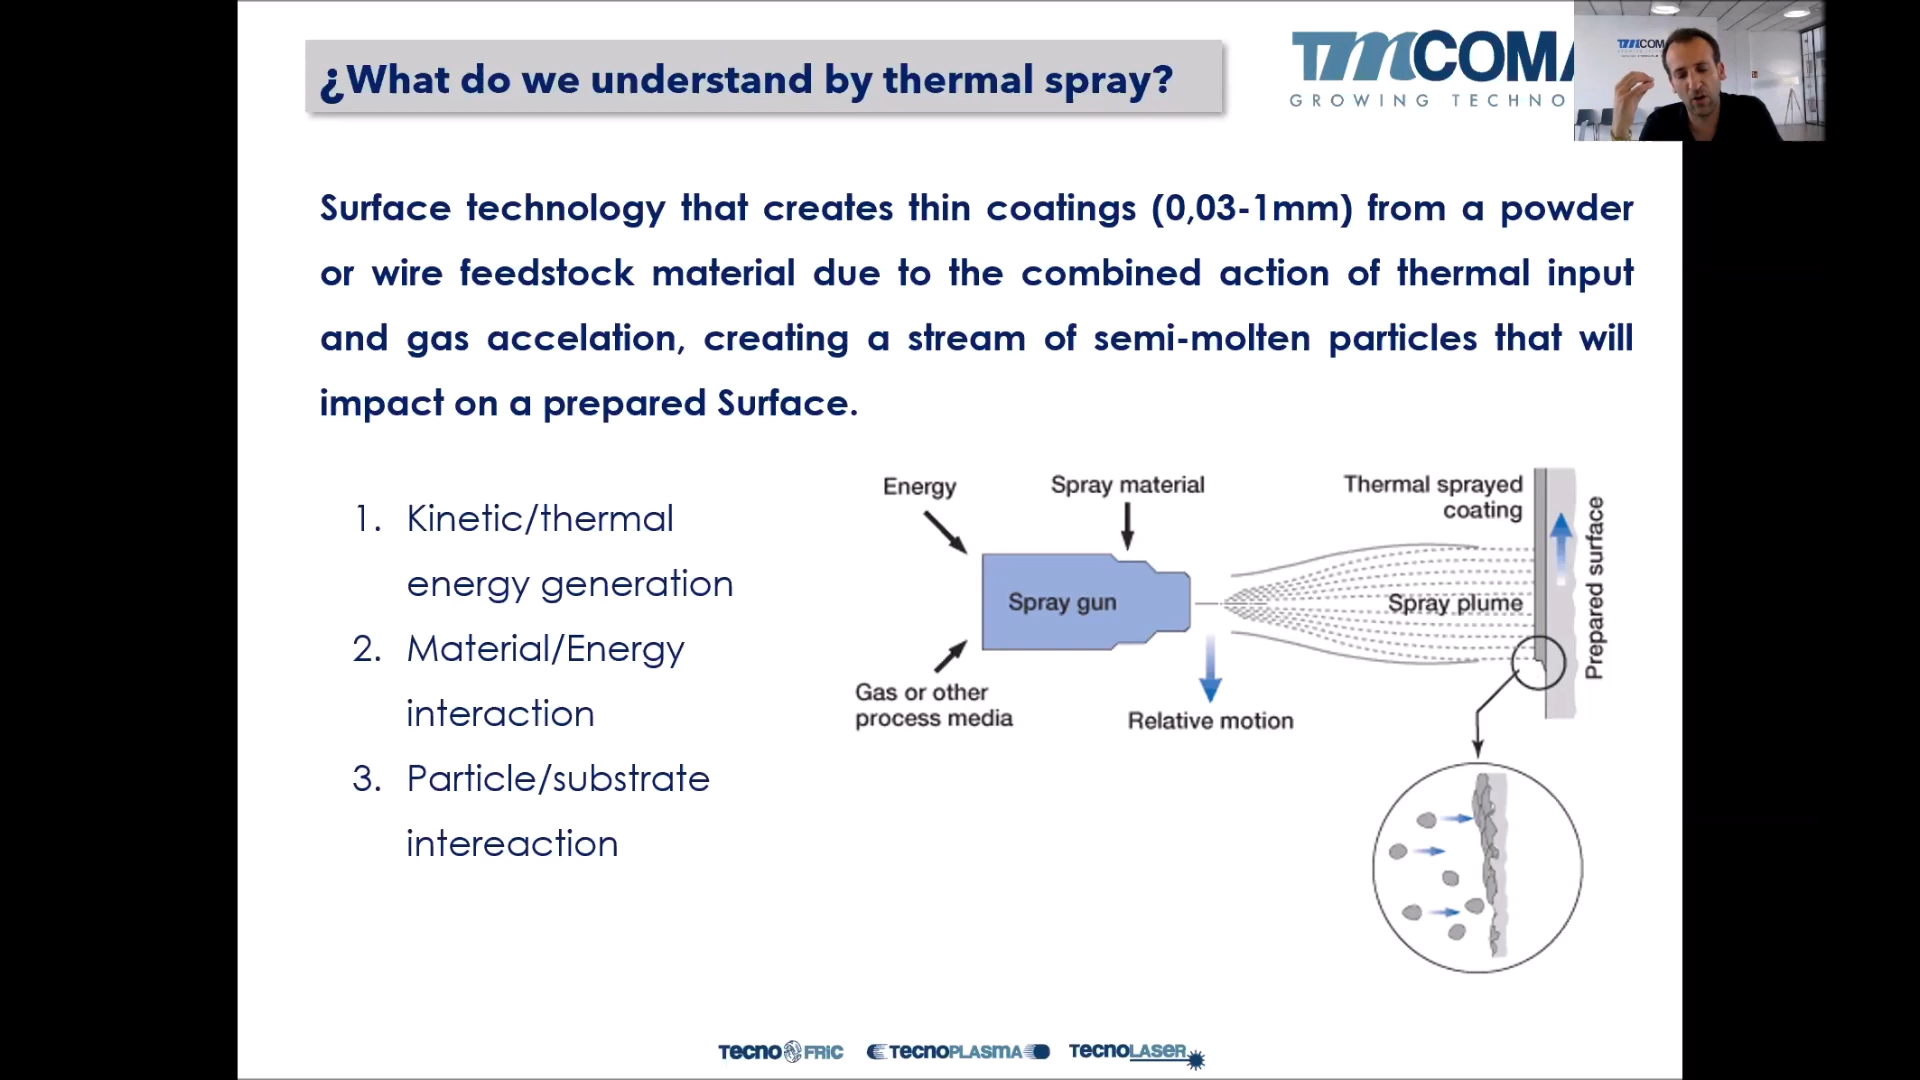 ¿What do we understand by thermal spray?
TMCOMA
GROWING TECHNO
Surface technology that creates thin coatings (0,03-1mm) from a powder
or wire feedstock material due to the combined action of thermal input
and gas accelation, creating a stream of semi-molten particles that will
impact on a prepared Surface.
1. Kinetic/thermal
energy generation
2. Material/Energy
interaction
3. Particle/substrate
intereaction
Energy
Spray material
Thermal sprayed
coating
Spray gun
Spray plume
Prepared surface
Gas or other
process media
Relative motion
TECNOFRIC
TECNOPLASMA
TECNOLASER